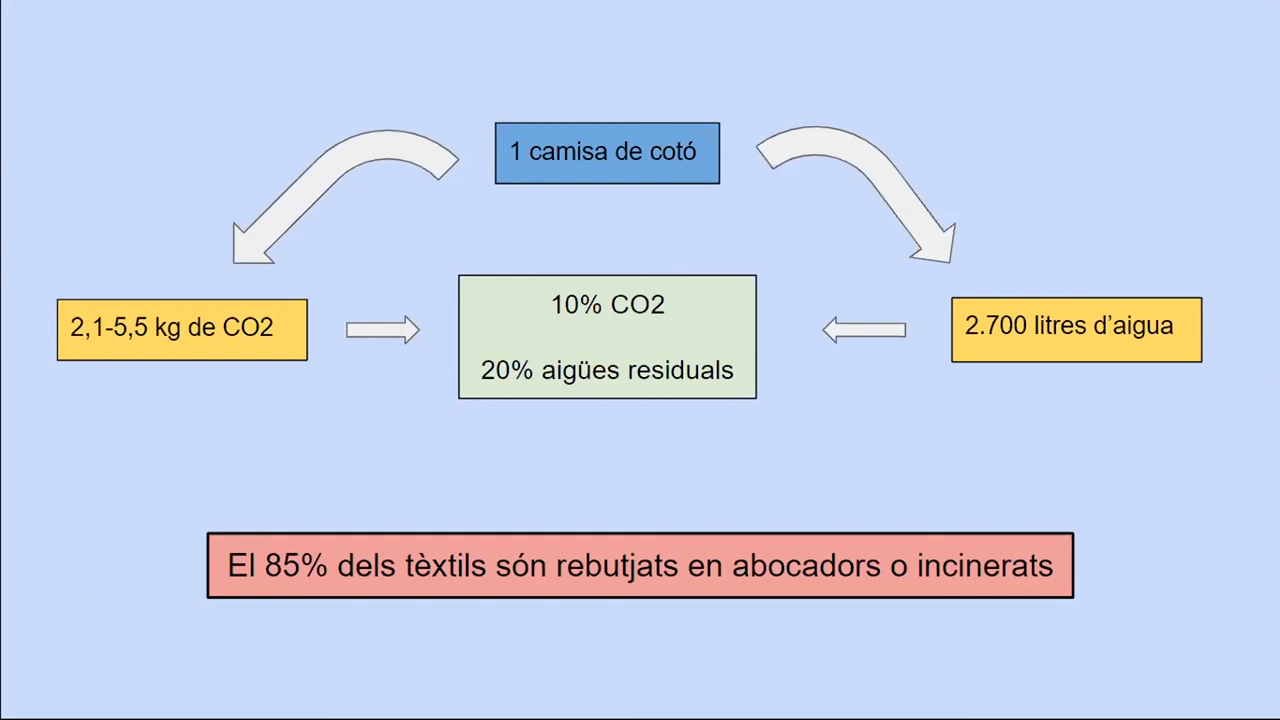 1 camisa de cotó
2,1-5,5 kg de CO2
10% CO2
20% aigües residuals
2.700 litres d’aigua
El 85% dels tèxtils són rebutjats en abocadors o incinerats